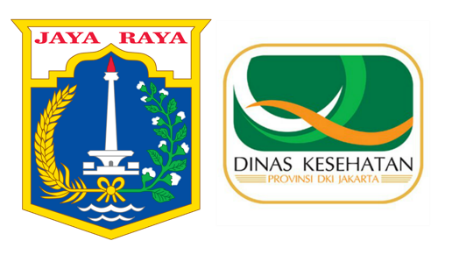 JAYA RAYA
DINAS KESEHATAN
PROVINSI DKI JAKARTA